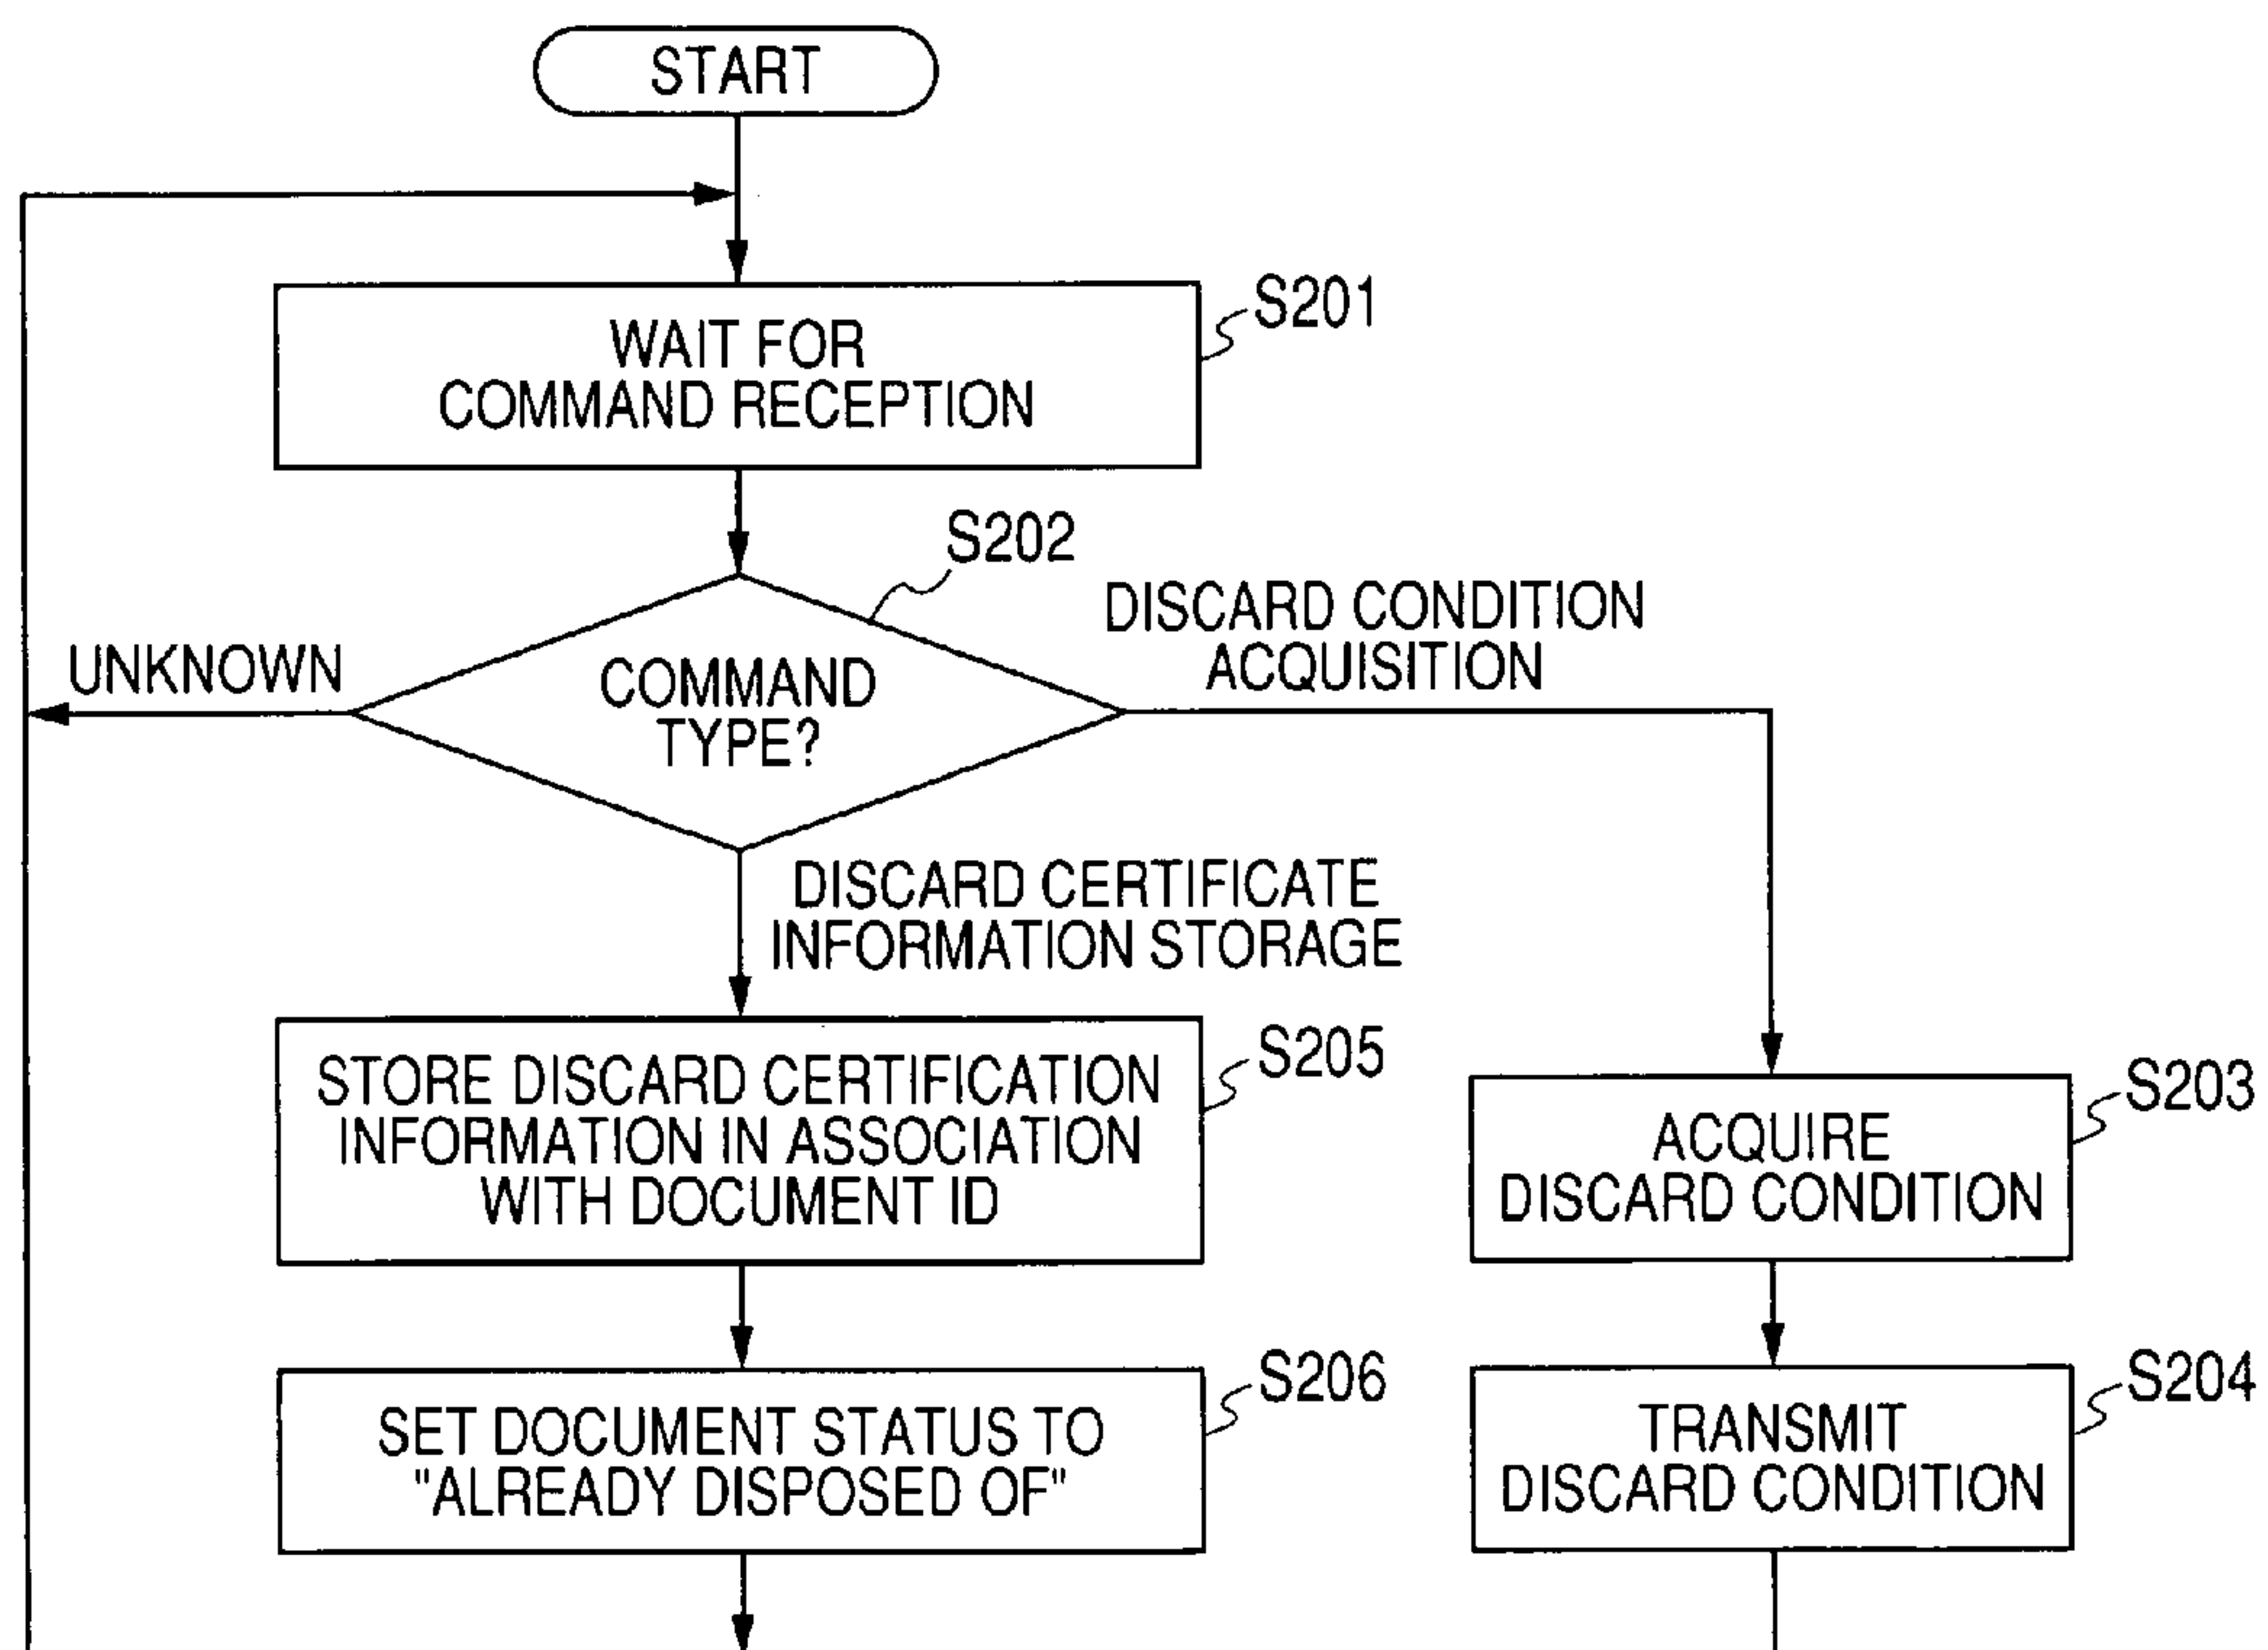 START
S201
WAIT FOR
COMMAND RECEPTION
S202
UNKNOWN
COMMAND
TYPE?
DISCARD CONDITION
ACQUISITION
DISCARD CERTIFICATE
INFORMATION STORAGE
S205
STORE DISCARD CERTIFICATION
INFORMATION IN ASSOCIATION
WITH DOCUMENT ID
S203
ACQUIRE
DISCARD CONDITION
S206
SET DOCUMENT STATUS TO
"ALREADY DISPOSED OF"
S204
TRANSMIT
DISCARD CONDITION